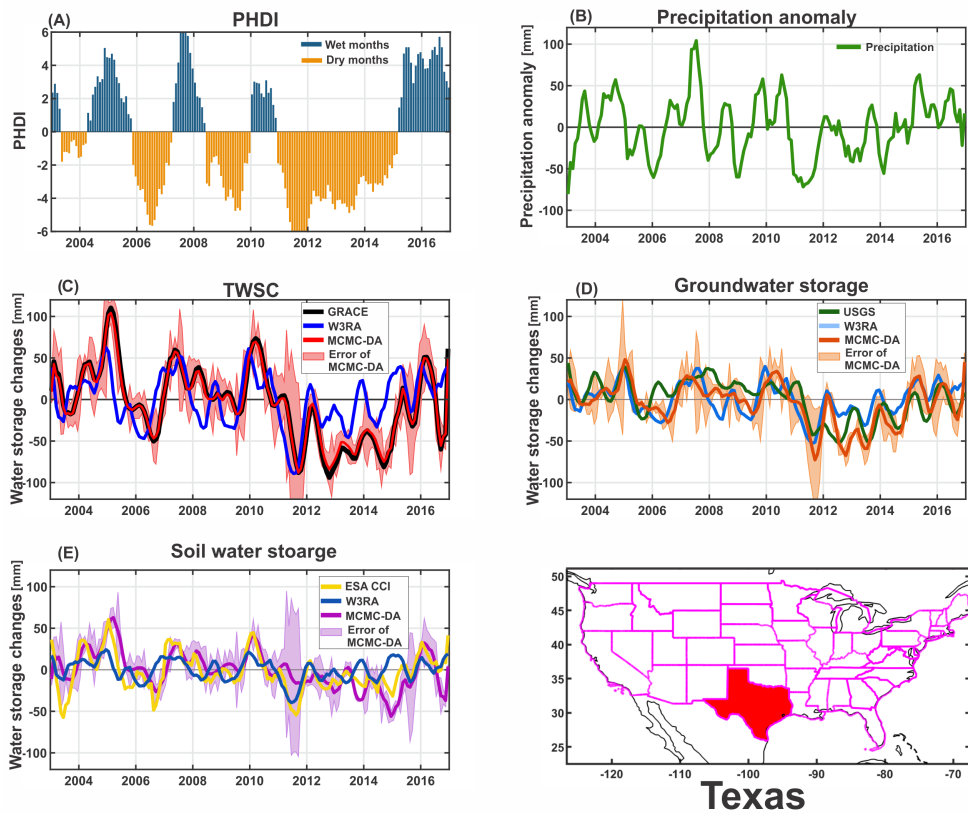 (A) PHDI
PHDI
6
4
2
0
-2
-4
-6
Wet months
Dry months
2004 2006 2008 2010 2012 2014 2016
(B) Precipitation anomaly
Precipitation anomaly [mm]
100
50
0
-50
-100
Precipitation
2004 2006 2008 2010 2012 2014 2016
(C) TWSC
Water storage changes [mm]
100
50
0
-50
-100
GRACE
W3RA
MCMC-DA
Error of
MCMC-DA
2004 2006 2008 2010 2012 2014 2016
(D) Groundwater storage
Water storage changes [mm]
100
50
0
-50
-100
USGS
W3RA
MCMC-DA
Error of
MCMC-DA
2004 2006 2008 2010 2012 2014 2016
(E) Soil water stoarge
Water storage changes [mm]
100
50
0
-50
-100
ESA CCI
W3RA
MCMC-DA
Error of
MCMC-DA
2004 2006 2008 2010 2012 2014 2016
50
45
40
35
30
25
-120 -110 -100 -90 -80 -70
Texas